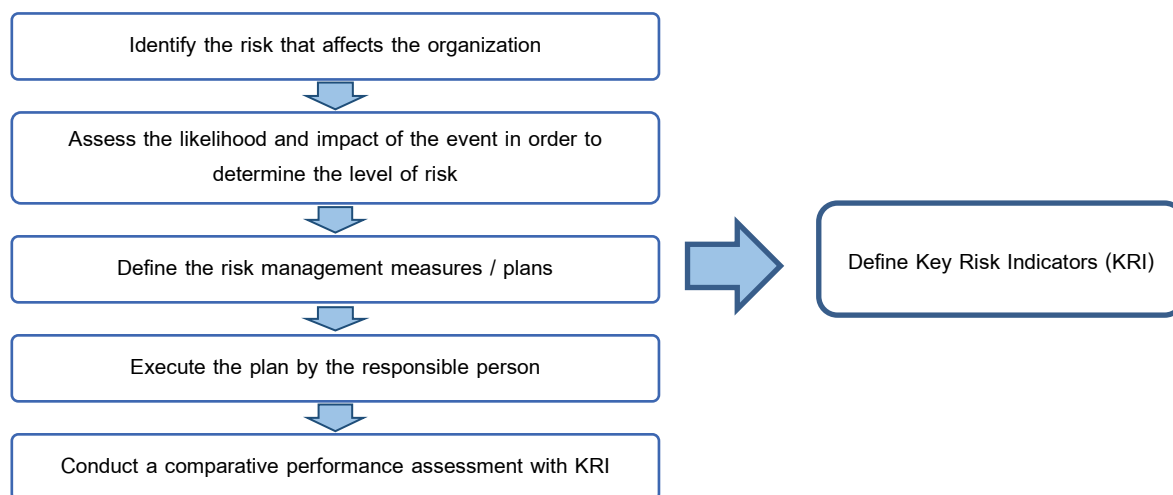 Identify the risk that affects the organization
Assess the likelihood and impact of the event in order to
determine the level of risk
Define the risk management measures / plans
Define Key Risk Indicators (KRI)
Execute the plan by the responsible person
Conduct a comparative performance assessment with KRI